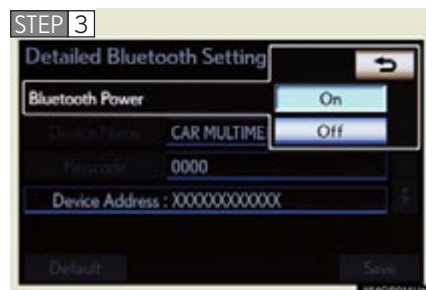 STEP 3
Detailed Bluetooth Setting
Bluetooth Power
On
Device Name CAR MULTIME
Off
Passcode 0000
Device Address : XXXXXXXXXXXX
Default Save